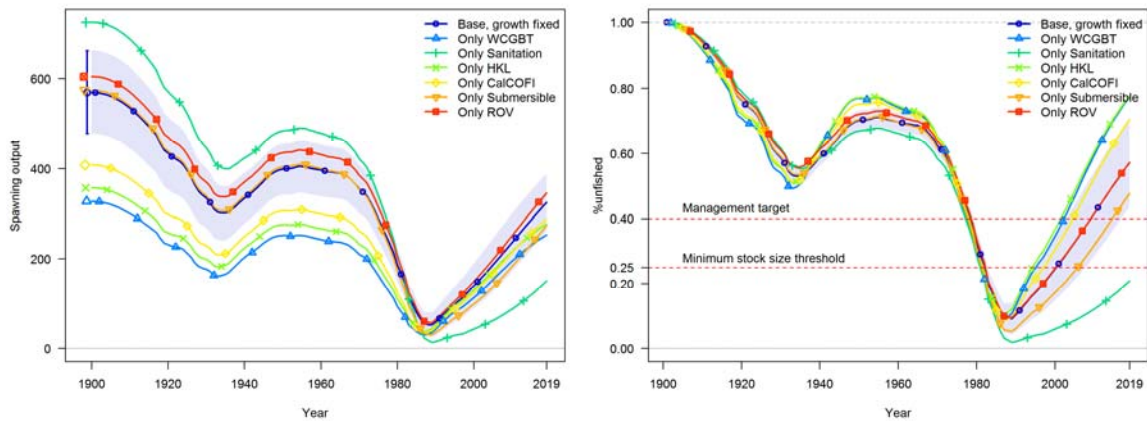 Spawning output
600
400
200
0
1900
1920
1940
1960
1980
2000
2019
Year
Base, growth fixed
Only WCGBT
Only Sanitation
Only HKL
Only CalCOFI
Only Submersible
Only ROV
%unfished
1.00
0.80
0.60
0.40
0.25
0.20
0.00
1900
1920
1940
1960
1980
2000
2019
Year
Base, growth fixed
Only WCGBT
Only Sanitation
Only HKL
Only CalCOFI
Only Submersible
Only ROV
Management target
Minimum stock size threshold